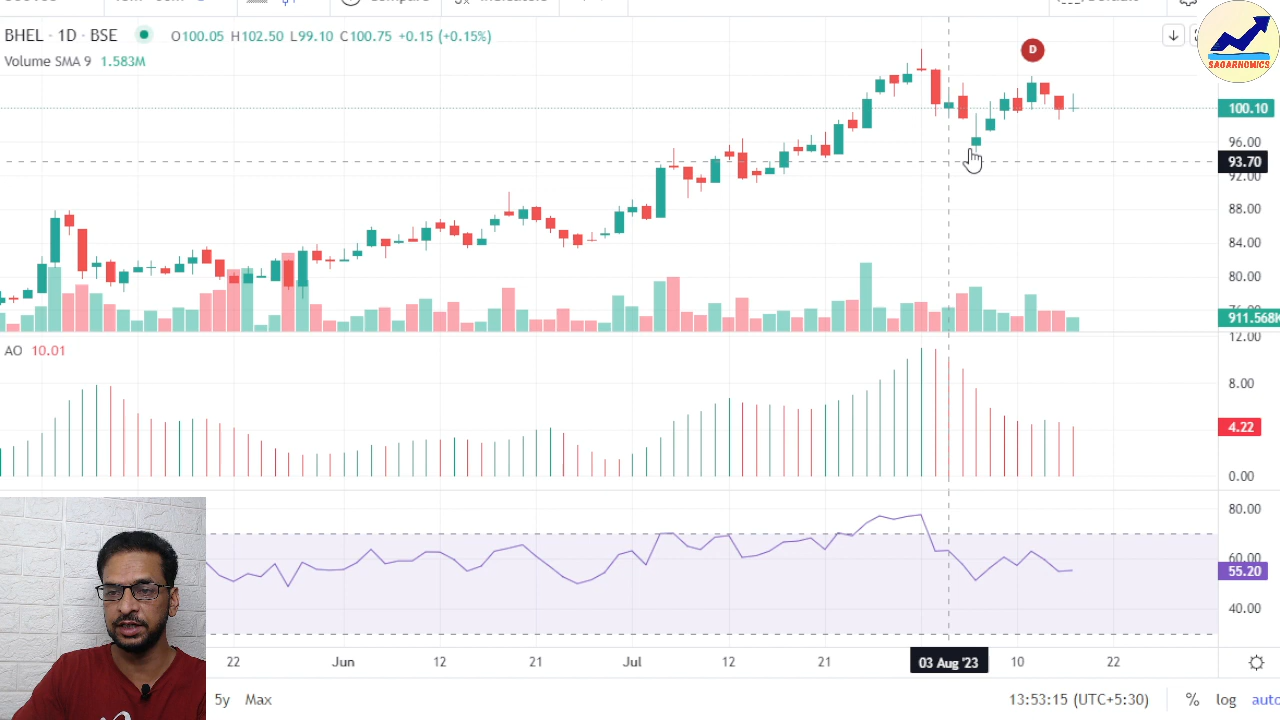 BHEL · 1D · BSE O100.05 H102.50 L99.10 C100.75 +0.15 (+0.15%)
Volume SMA 9 1.583M
D
SAGARNOMICS
100.10
96.00
93.70
92.00
88.00
84.00
80.00
76.00
911.568K
AO 10.01
12.00
8.00
4.22
0.00
80.00
60.00
55.20
40.00
22 Jun 12 21 Jul 12 21 03 Aug '23 10 22
5y Max 13:53:15 (UTC+5:30) % log auto